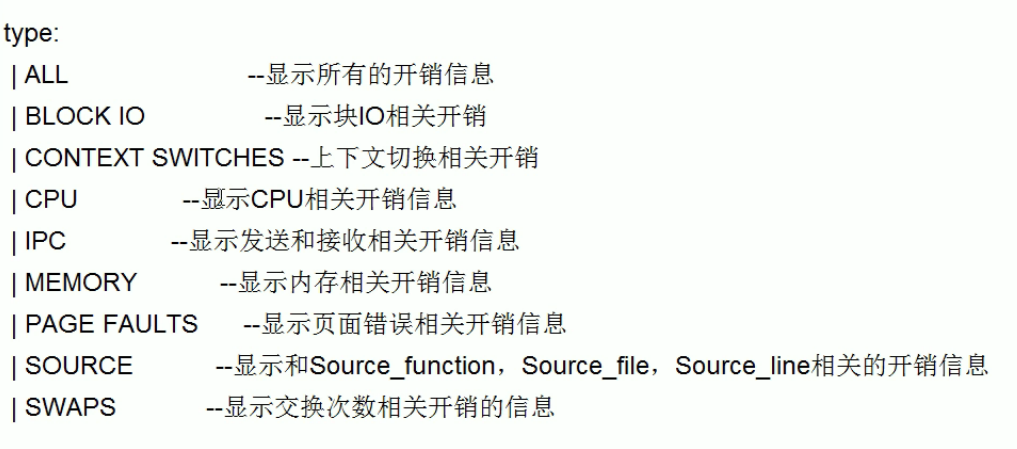 type:
| ALL --显示所有的开销信息
| BLOCK IO --显示块IO相关开销
| CONTEXT SWITCHES --上下文切换相关开销
| CPU --显示CPU相关开销信息
| IPC --显示发送和接收相关开销信息
| MEMORY --显示内存相关开销信息
| PAGE FAULTS --显示页面错误相关开销信息
| SOURCE --显示和Source_function，Source_file，Source_line相关的开销信息
| SWAPS --显示交换次数相关开销的信息